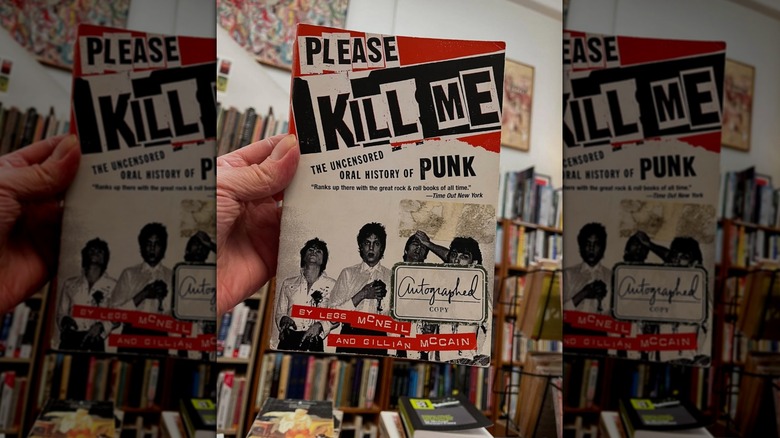 PLEASE
KILL ME
THE UNCENSORED
ORAL HISTORY OF PUNK
"Ranks up there with the great rock & roll books of all time."
—Time Out New York
Autographed
COPY
BY LEGS MCNEIL
AND GILLIAN MCCAIN